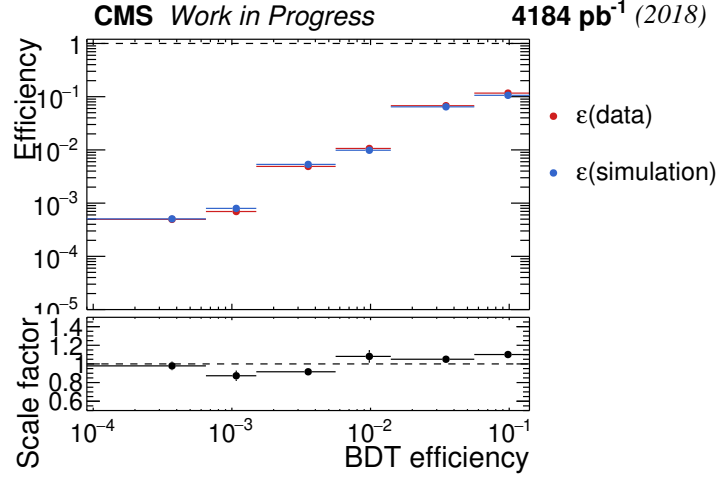 CMS Work in Progress 4184 pb-1 (2018)
Efficiency
1
10−1
10−2
10−3
10−4
10−5
ε(data)
ε(simulation)
Scale factor
1.4
1.2
1
0.8
0.6
10−4 10−3 10−2 10−1
BDT efficiency